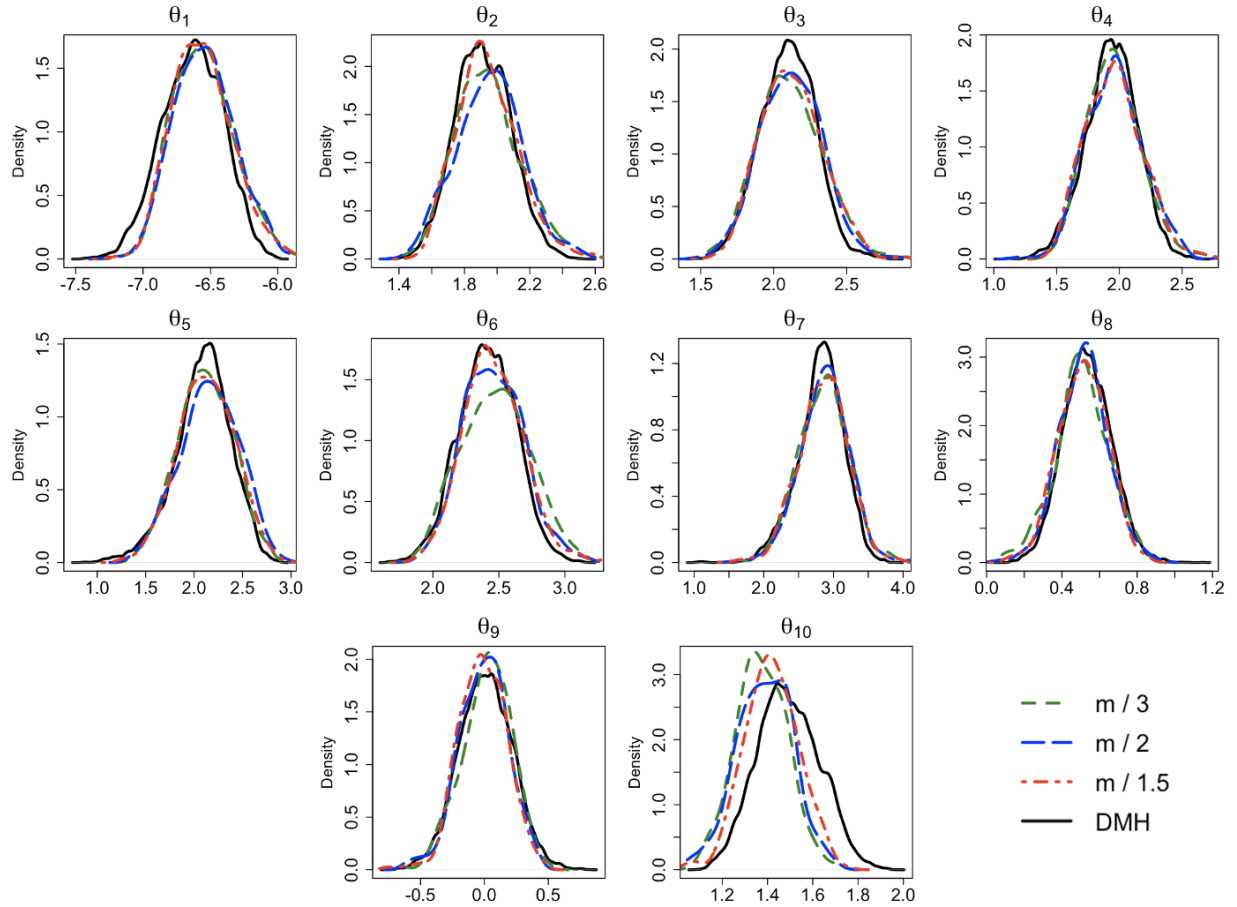 θ1 θ2 θ3 θ4
Density 0.0 0.5 1.0 1.5
-7.5 -7.0 -6.5 -6.0
Density 0.0 0.5 1.0 1.5 2.0
1.4 1.8 2.2 2.6
Density 0.0 0.5 1.0 1.5 2.0
1.5 2.0 2.5
Density 0.0 0.5 1.0 1.5 2.0
1.0 1.5 2.0 2.5
θ5 θ6 θ7 θ8
Density 0.0 0.5 1.0 1.5
1.0 1.5 2.0 2.5 3.0
Density 0.0 0.5 1.0 1.5
2.0 2.5 3.0
Density 0.0 0.4 0.8 1.2
1.0 2.0 3.0 4.0
Density 0.0 1.0 2.0 3.0
0.0 0.4 0.8 1.2
θ9 θ10
Density 0.0 0.5 1.0 1.5 2.0
-0.5 0.0 0.5
Density 0.0 1.0 2.0 3.0
1.2 1.4 1.6 1.8 2.0
m / 3
m / 2
m / 1.5
DMH